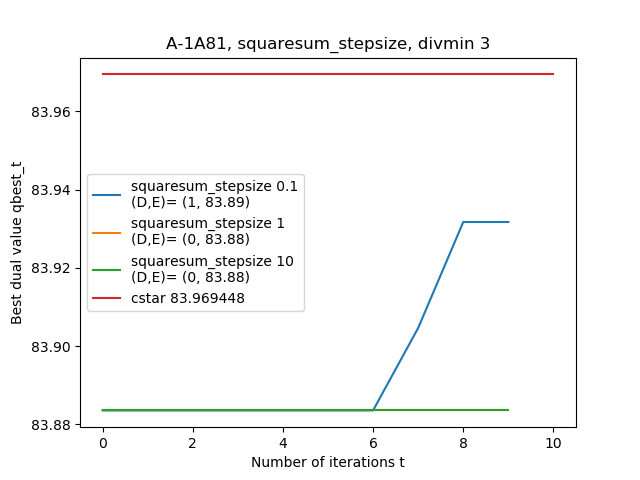 A-1A81, squaresum_stepsize, divmin 3
Best dual value qbest_t
83.96
83.94
83.92
83.90
83.88
squaresum_stepsize 0.1
(D,E)= (1, 83.89)
squaresum_stepsize 1
(D,E)= (0, 83.88)
squaresum_stepsize 10
(D,E)= (0, 83.88)
cstar 83.969448
0 2 4 6 8 10
Number of iterations t